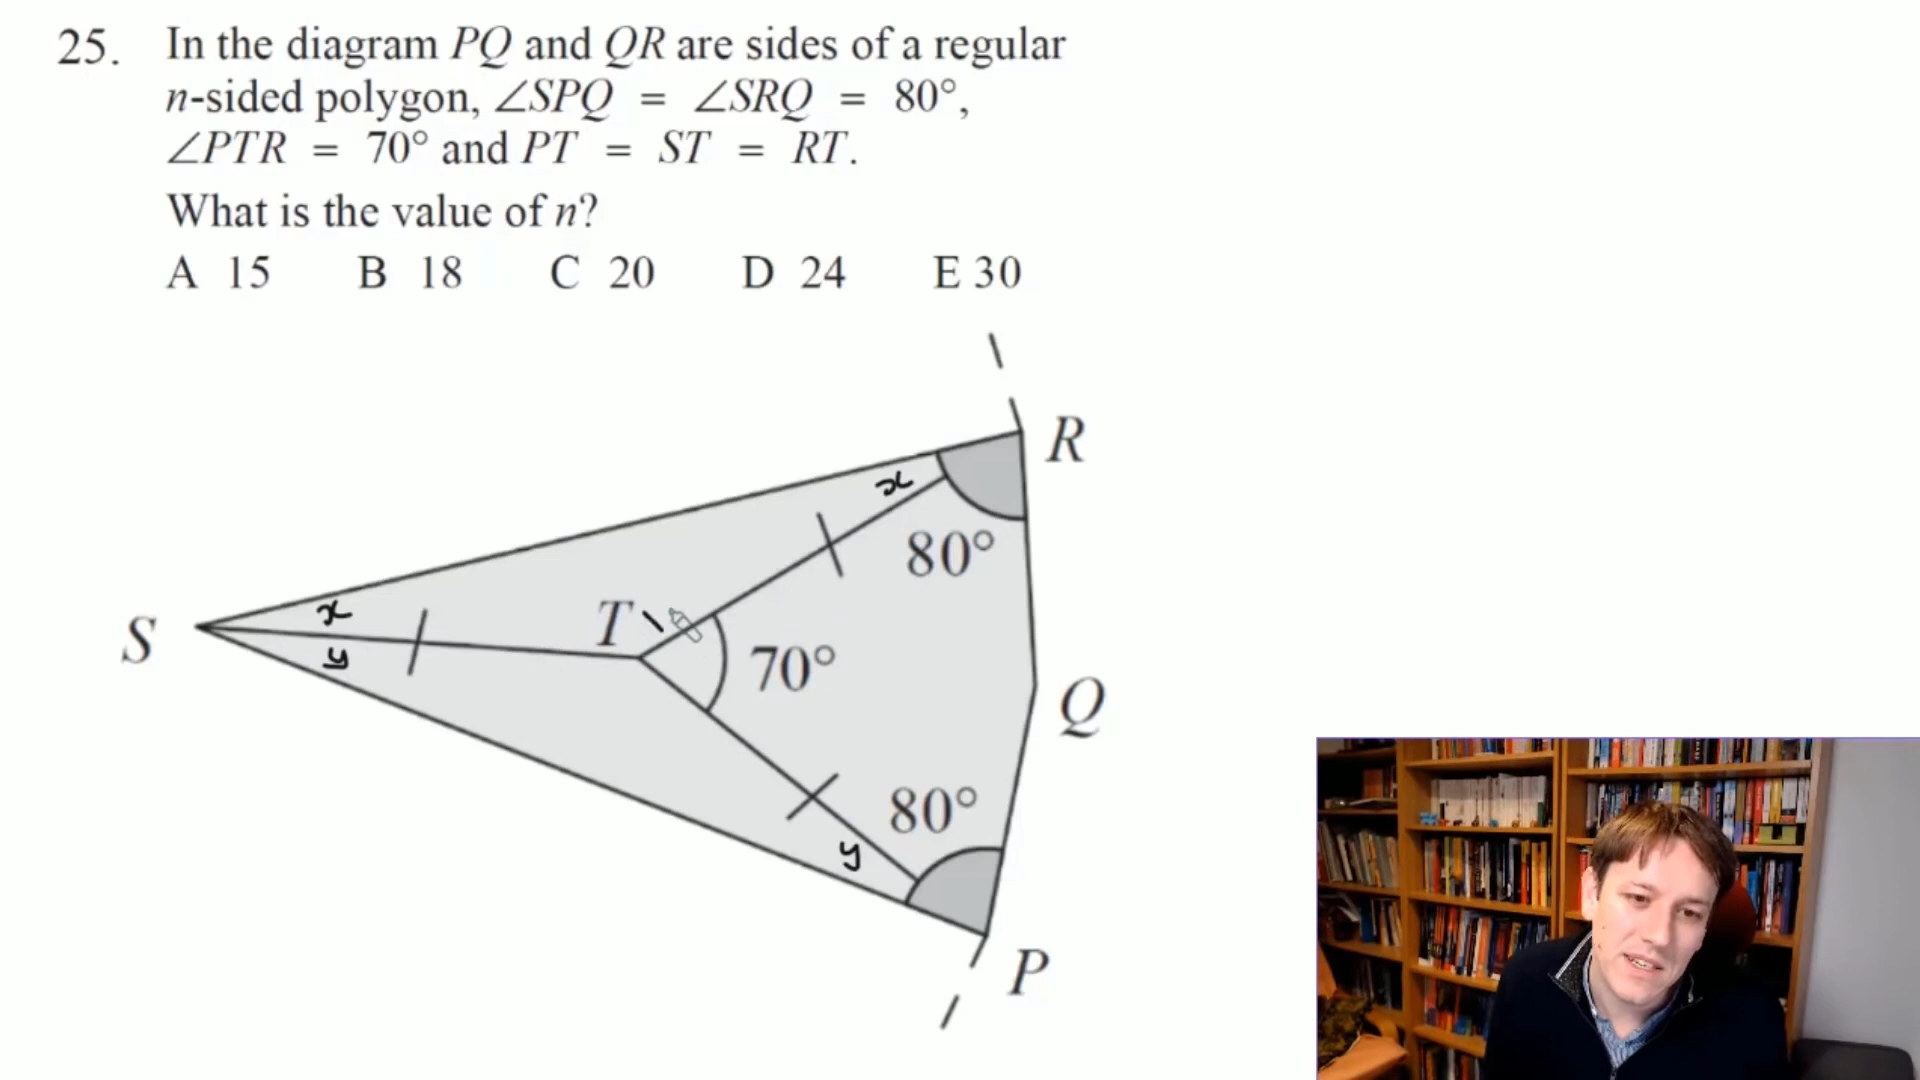 25. In the diagram PQ and QR are sides of a regular
n-sided polygon, ∠SPQ = ∠SRQ = 80°,
∠PTR = 70° and PT = ST = RT.
What is the value of n?
A 15 B 18 C 20 D 24 E 30
R
x
80°
x
S
T
y
70°
Q
80°
y
P